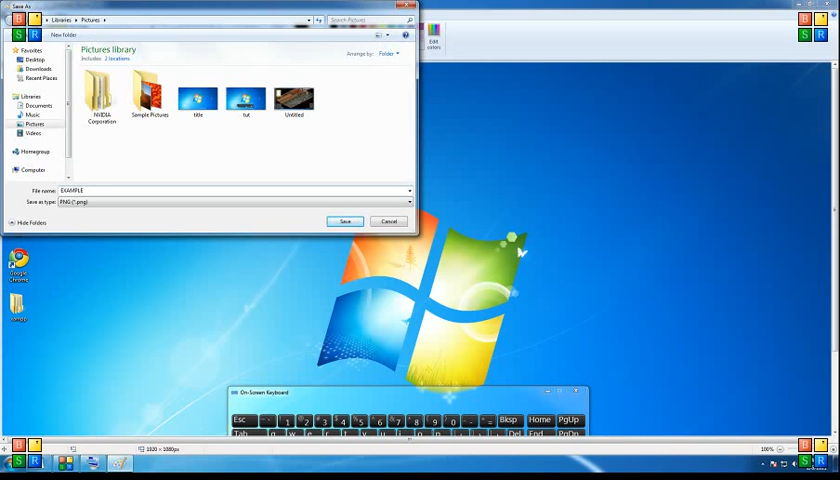 Save As
B
Libraries
Pictures
Search Pictures
B
S R
New Folder
S R
Edit
colors
Favorites
Desktop
Downloads
Recent Places
Libraries
Documents
Music
Pictures
Videos
Homegroup
Computer
Pictures library
Includes: 2 locations
Arrange by: Folder
NVIDIA
Corporation
Sample Pictures
title
tut
Untitled
File name: EXAMPLE
Save as type: PNG (*.png)
Hide Folders
Save
Cancel
Google
Chrome
xampp
On-Screen Keyboard
Esc 1 2 3 4 5 6 7 8 9 0 - = Bksp Home PgUp
Tab q w e r t y u i o p [ ] Del End PgDn
B
1920 × 1080px
100%
B
S R
S R